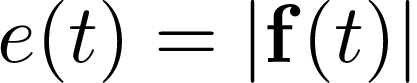 e(t) = |𝐟(t)|